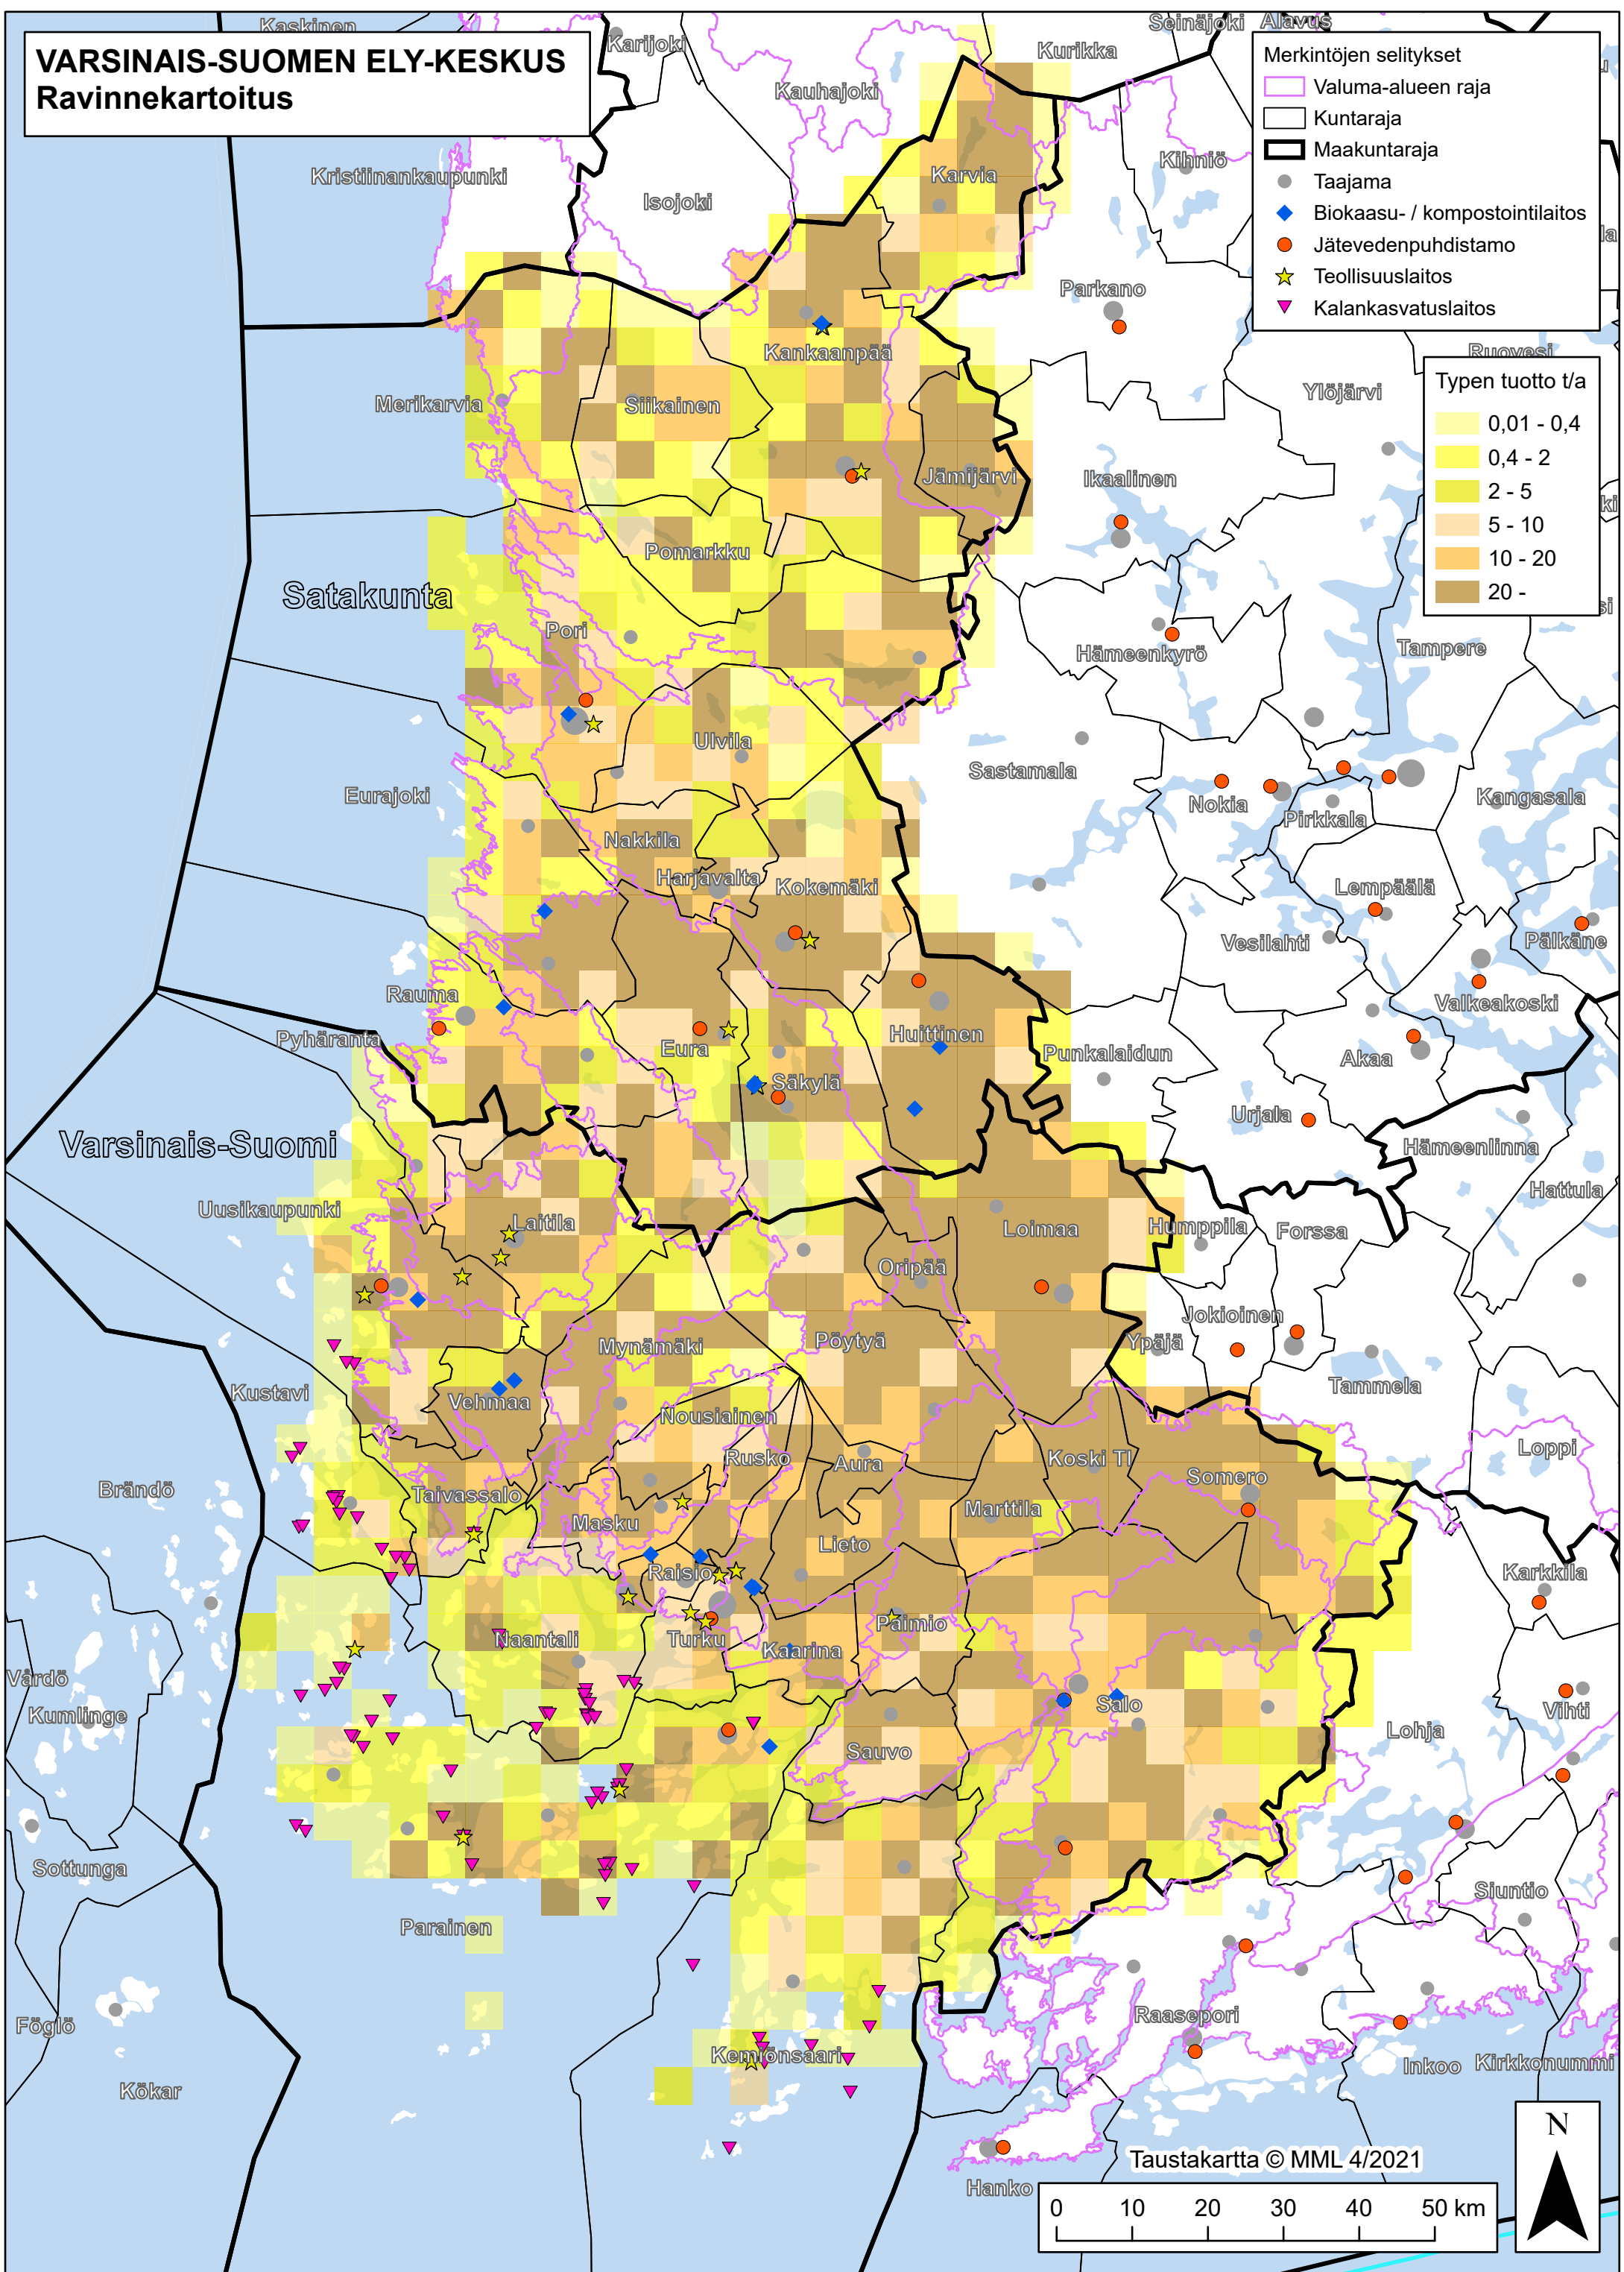 VARSINAIS-SUOMEN ELY-KESKUS
Ravinnekartoitus
Merkintöjen selitykset
Valuma-alueen raja
Kuntaraja
Maakuntaraja
Taajama
Biokaasu- / kompostointilaitos
Jätevedenpuhdistamo
Teollisuuslaitos
Kalankasvatuslaitos
Typen tuotto t/a
0,01 - 0,4
0,4 - 2
2 - 5
5 - 10
10 - 20
20 -
Kaskinen
Karijoki
Seinäjoki
Alavus
Kurikka
Kauhajoki
Kihniö
Kristiinankaupunki
Karvia
Isojoki
Parkano
Kankaanpää
Ruovesi
Ylöjärvi
Merikarvia
Siikainen
Jämijärvi
Ikaalinen
Pomarkku
Satakunta
Pori
Hämeenkyrö
Tampere
Ulvila
Sastamala
Eurajoki
Nokia
Kangasala
Pirkkala
Nakkila
Harjavalta
Kokemäki
Lempäälä
Vesilahti
Pälkäne
Rauma
Valkeakoski
Pyhäranta
Eura
Huittinen
Punkalaidun
Akaa
Säkylä
Urjala
Varsinais-Suomi
Hämeenlinna
Hattula
Uusikaupunki
Laitila
Loimaa
Humppila
Forssa
Oripää
Jokioinen
Mynämäki
Pöytyä
Ypäjä
Kustavi
Vehmaa
Tammela
Nousiainen
Loppi
Rusko
Aura
Koski Tl
Somero
Brändö
Taivassalo
Marttila
Masku
Lieto
Raisio
Karkkila
Paimio
Naantali
Turku
Kaarina
Vårdö
Kumlinge
Salo
Vihti
Lohja
Sauvo
Sottunga
Siuntio
Parainen
Raasepori
Föglö
Kemiönsaari
Inkoo
Kirkkonummi
Kökar
Hanko
Taustakartta © MML 4/2021
N
0 10 20 30 40 50 km